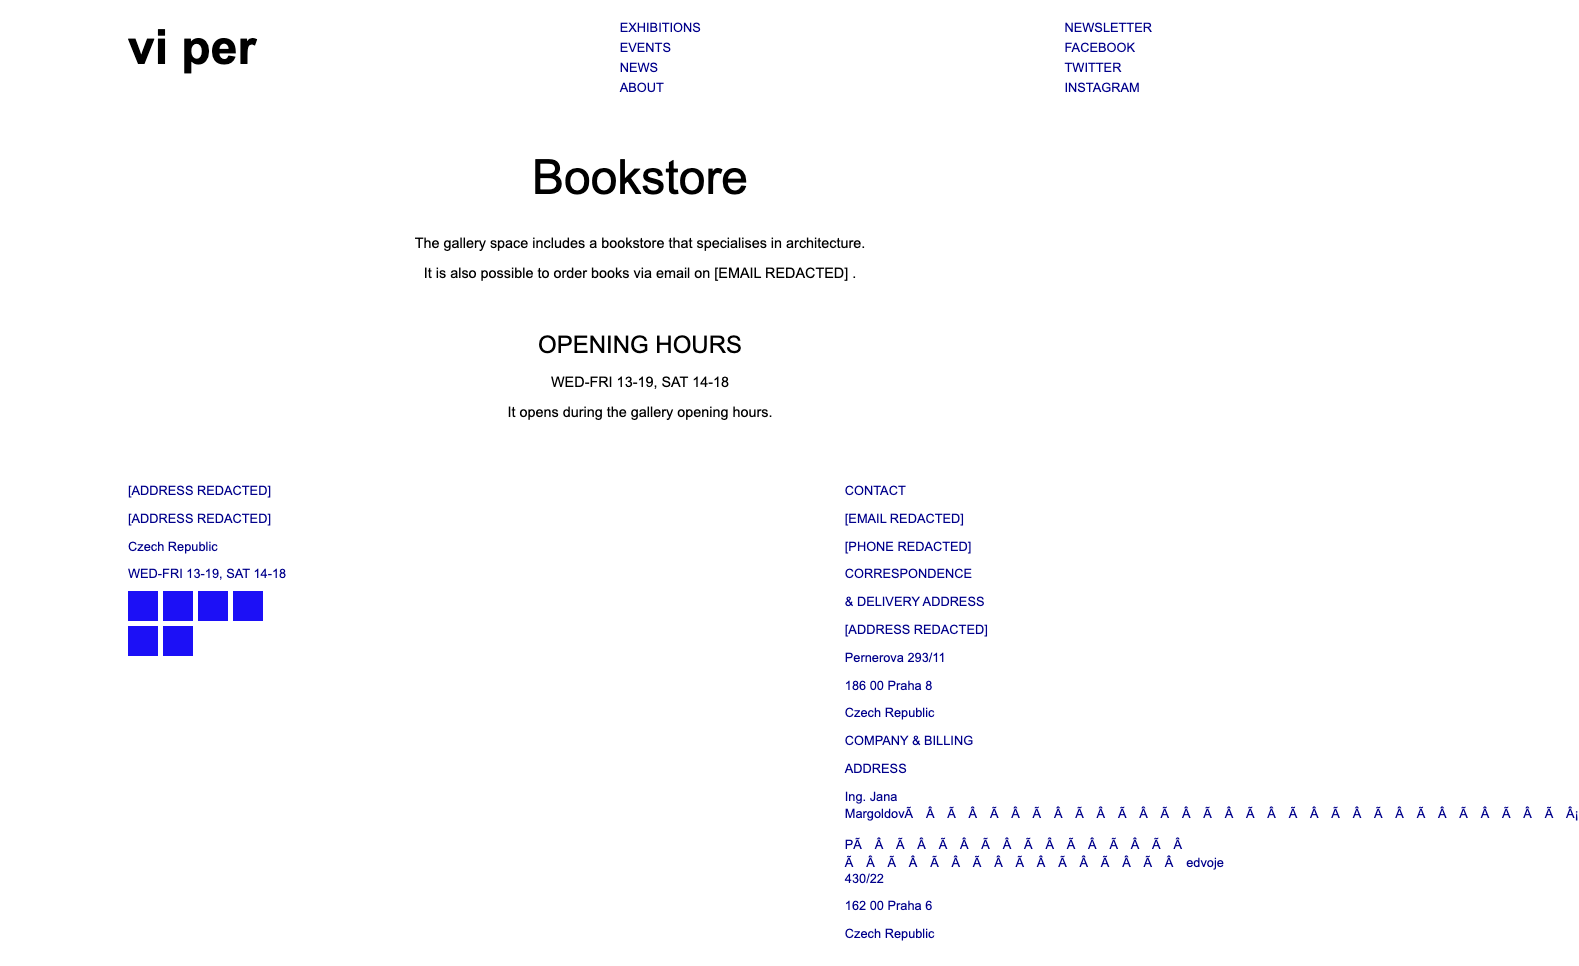 vi per
EXHIBITIONS
EVENTS
NEWS
ABOUT
NEWSLETTER
FACEBOOK
TWITTER
INSTAGRAM
Bookstore
The gallery space includes a bookstore that specialises in architecture.
It is also possible to order books via email on [EMAIL REDACTED] .
OPENING HOURS
WED-FRI 13-19, SAT 14-18
It opens during the gallery opening hours.
[ADDRESS REDACTED]
[ADDRESS REDACTED]
Czech Republic
WED-FRI 13-19, SAT 14-18
CONTACT
[EMAIL REDACTED]
[PHONE REDACTED]
CORRESPONDENCE
& DELIVERY ADDRESS
[ADDRESS REDACTED]
Pernerova 293/11
186 00 Praha 8
Czech Republic
COMPANY & BILLING
ADDRESS
Ing. Jana
MargoldovÃ Â Ã Â Ã Â Ã Â Ã Â Ã Â Ã Â Ã Â Ã Â Ã Â Ã Â Ã Â Ã Â Ã Â Ã Â Ã Â¡
PÃ Â Ã Â Ã Â Ã Â Ã Â Ã Â Ã Â Ã Â
Ã Â Ã Â Ã Â Ã Â Ã Â Ã Â Ã Â Ã Â edvoje
430/22
162 00 Praha 6
Czech Republic